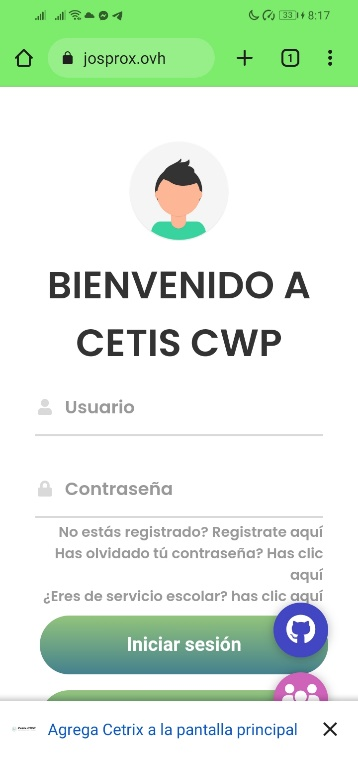 33 8:17
josprox.ovh
1
BIENVENIDO A
CETIS CWP
Usuario
Contraseña
No estás registrado? Registrate aquí
Has olvidado tú contraseña? Has clic
aquí
¿Eres de servicio escolar? has clic aquí
Iniciar sesión
Agrega Cetrix a la pantalla principal